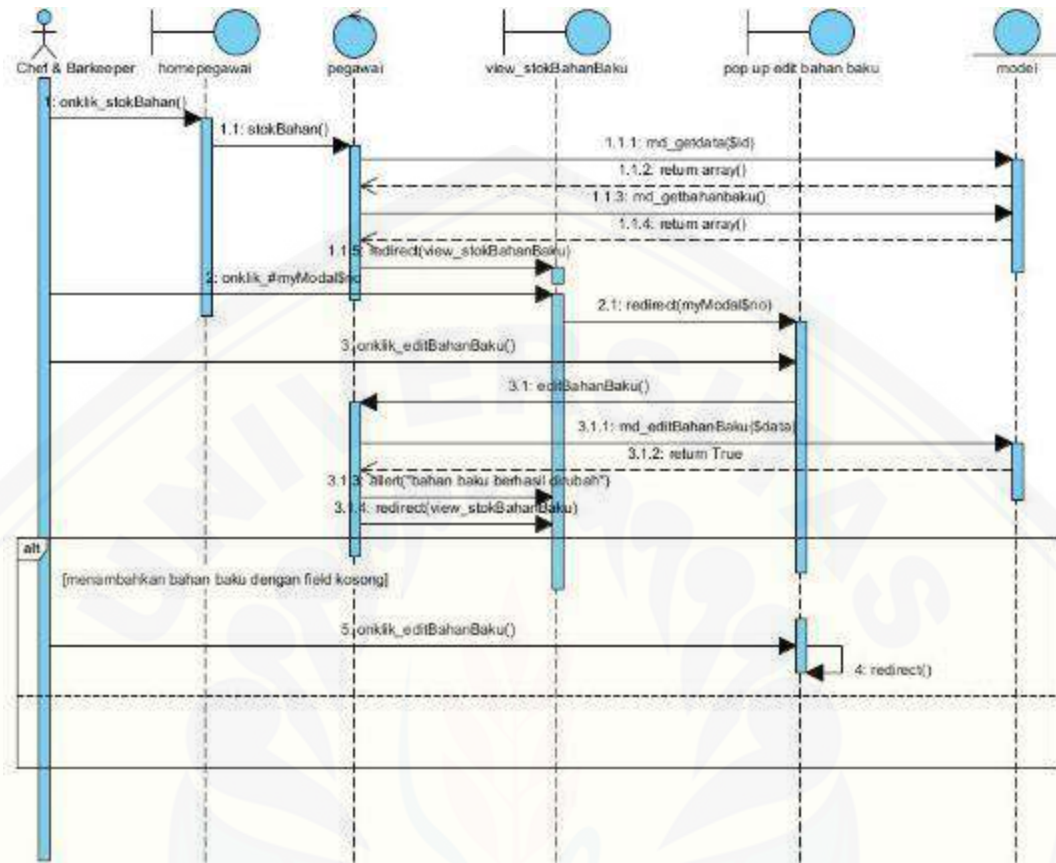 Chef & Barkeeper homepegawai pegawai view_stokBahanBaku pop up edit bahan baku model
1: onklik_stokBahan()
1.1: stokBahan()
1.1.1: md_getdata($id)
1.1.2: return array()
1.1.3: md_getbahanbaku()
1.1.4: return array()
1.1.5: redirect(view_stokBahanBaku)
2: onklik_#myModal$no
2.1: redirect(myModal$no)
3: onklik_editBahanBaku()
3.1: editBahanBaku()
3.1.1: md_editBahanBaku($data)
3.1.2: return True
3.1.3: allert("bahan baku berhasil dirubah")
3.1.4: redirect(view_stokBahanBaku)
alt
[menambahkan bahan baku dengan field kosong]
5: onklik_editBahanBaku()
4: redirect()
UNIVERSITAS